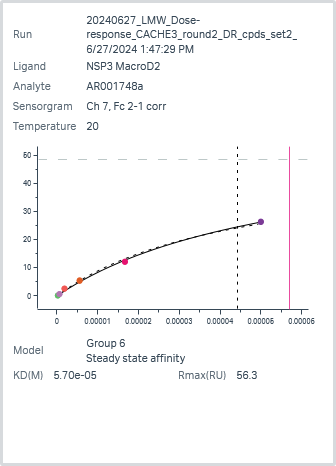 Run
20240627_LMW_Dose-
response_CACHE3_round2_DR_cpds_set2_
6/27/2024 1:47:29 PM
Ligand NSP3 MacroD2
Analyte AR001748a
Sensorgram Ch 7, Fc 2-1 corr
Temperature 20
50
40
30
20
10
0
0 0.00001 0.00002 0.00003 0.00004 0.00005 0.00006
Model
Group 6
Steady state affinity
KD(M) 5.70e-05 Rmax(RU) 56.3